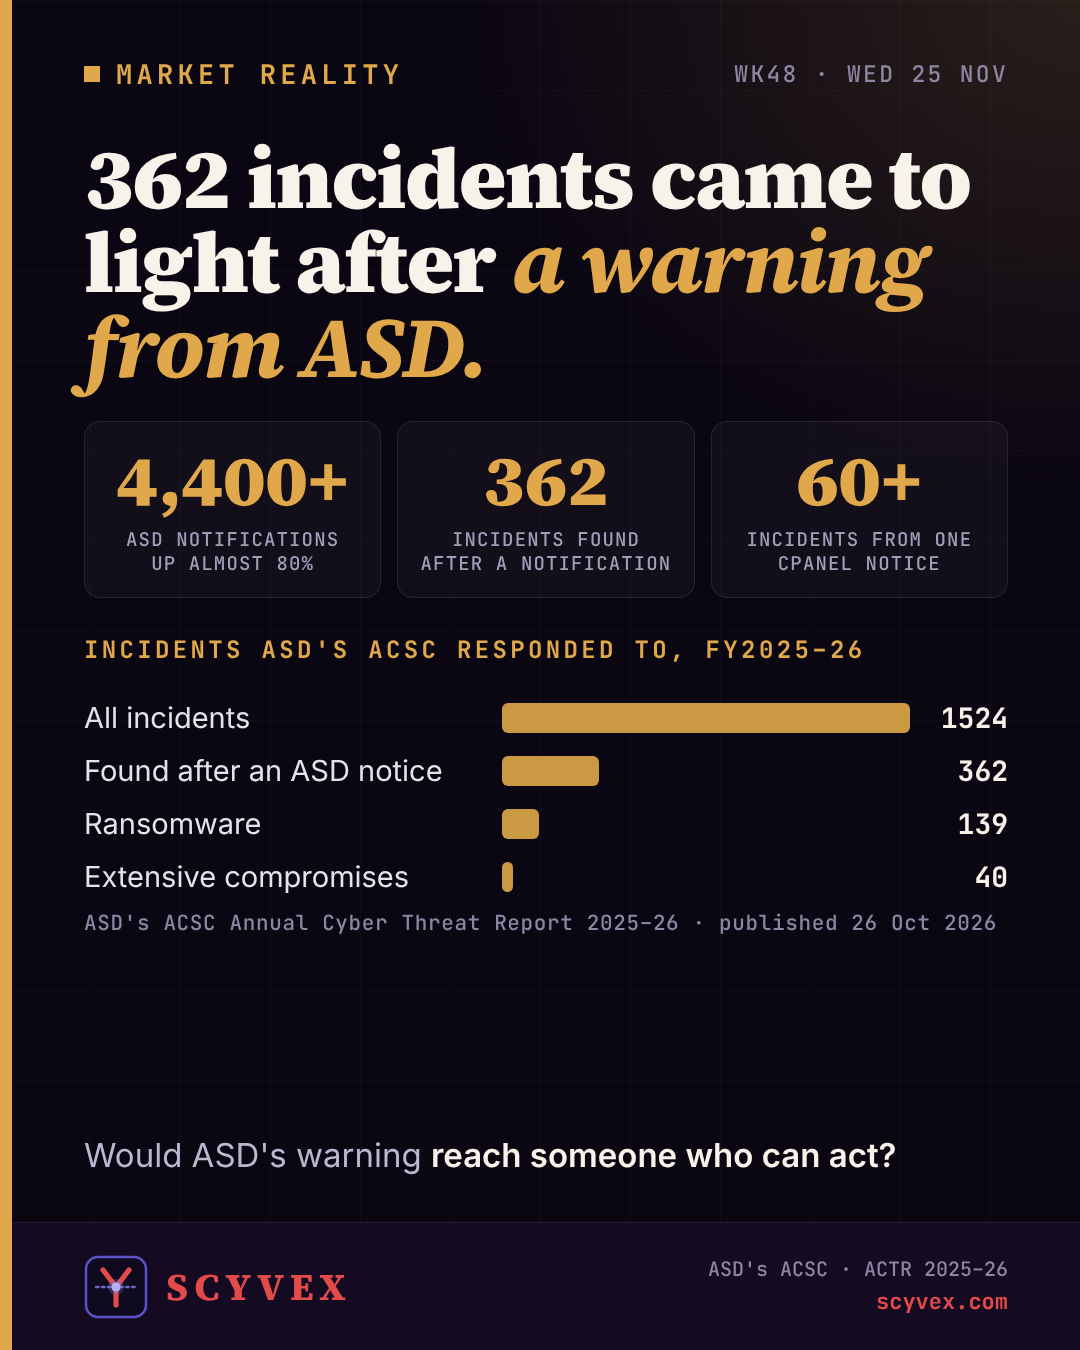 MARKET REALITY
WK48 · WED 25 NOV
362 incidents came to
light after a warning
from ASD.
4,400+
ASD NOTIFICATIONS
UP ALMOST 80%
362
INCIDENTS FOUND
AFTER A NOTIFICATION
60+
INCIDENTS FROM ONE
CPANEL NOTICE
INCIDENTS ASD'S ACSC RESPONDED TO, FY2025-26
All incidents 1524
Found after an ASD notice 362
Ransomware 139
Extensive compromises 40
ASD's ACSC Annual Cyber Threat Report 2025-26 · published 26 Oct 2026
Would ASD's warning reach someone who can act?
SCYVEX
ASD's ACSC · ACTR 2025-26
scyvex.com